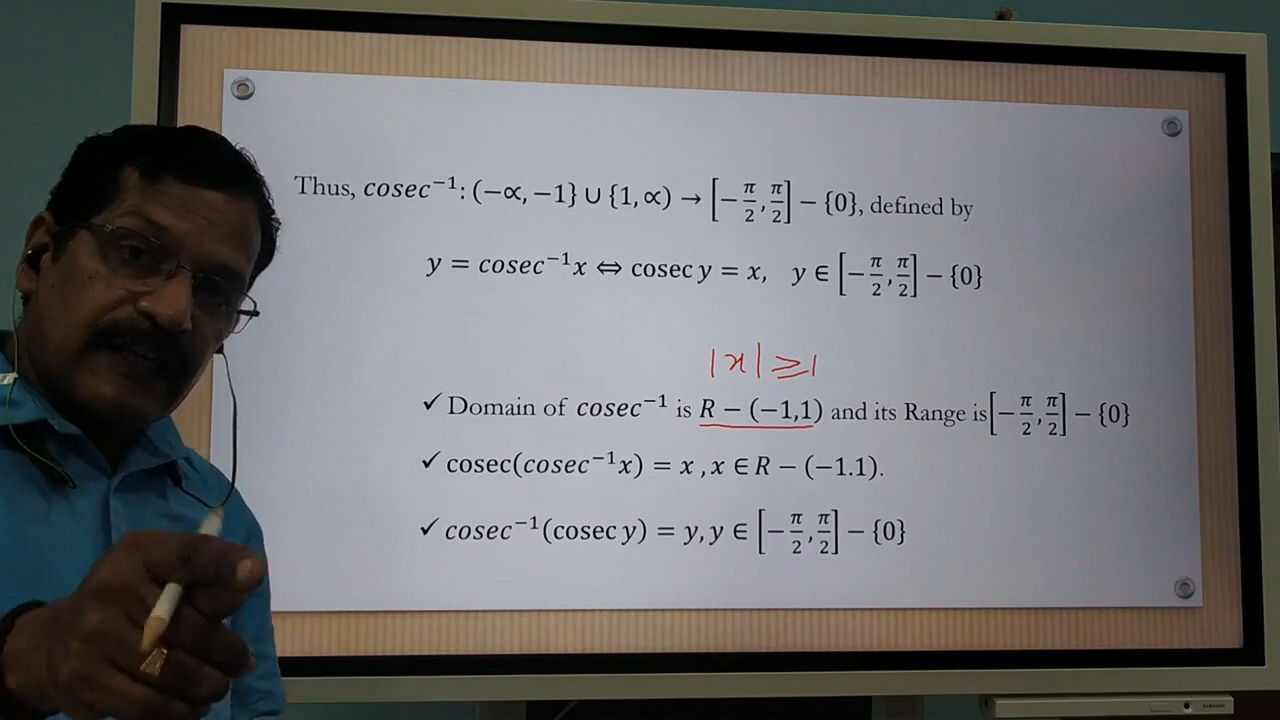 Thus, cosec⁻¹: (−∝, −1} ∪ {1, ∝) → [−π/2, π/2] − {0}, defined by
y = cosec⁻¹x ⇔ cosec y = x, y ∈ [−π/2, π/2] − {0}
|x| ≥ 1
✓ Domain of cosec⁻¹ is R − (−1,1) and its Range is [−π/2, π/2] − {0}
✓ cosec(cosec⁻¹x) = x ,x ∈ R − (−1.1).
✓ cosec⁻¹(cosec y) = y, y ∈ [−π/2, π/2] − {0}
SAMSUNG